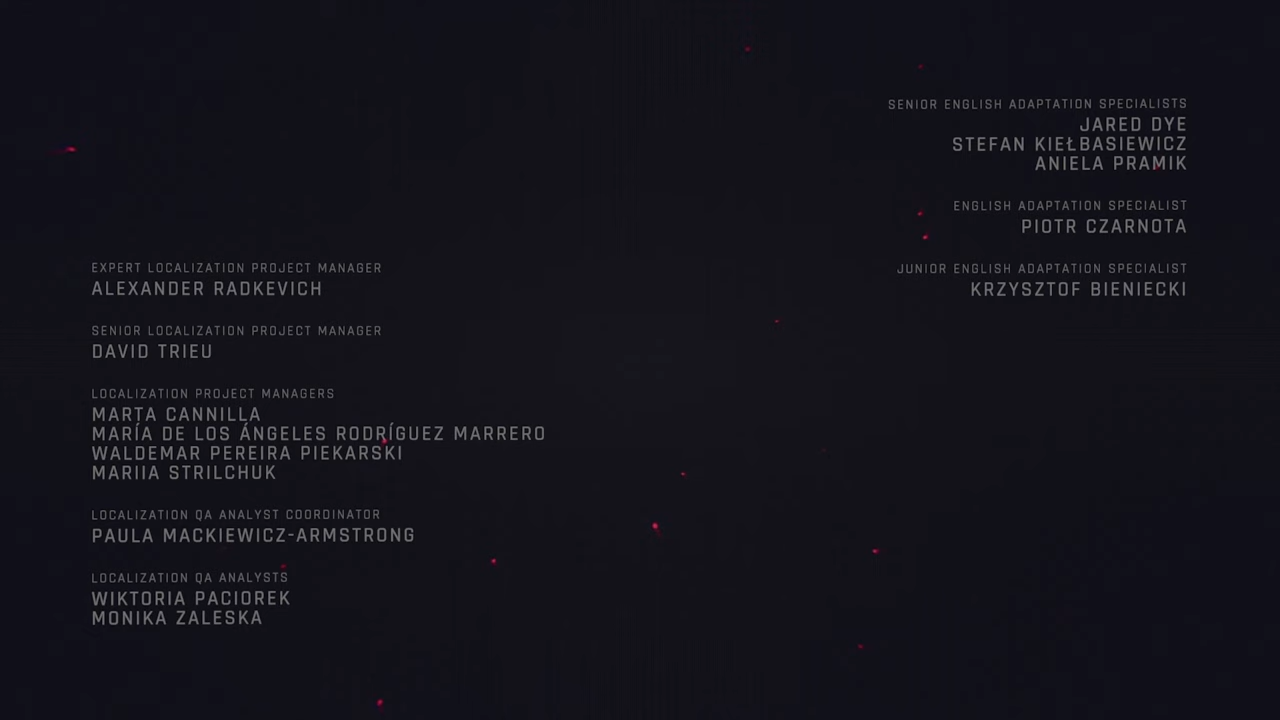 SENIOR ENGLISH ADAPTATION SPECIALISTS
JARED DYE
STEFAN KIEŁBASIEWICZ
ANIELA PRAMIK
ENGLISH ADAPTATION SPECIALIST
PIOTR CZARNOTA
JUNIOR ENGLISH ADAPTATION SPECIALIST
KRZYSZTOF BIENIECKI
EXPERT LOCALIZATION PROJECT MANAGER
ALEXANDER RADKEVICH
SENIOR LOCALIZATION PROJECT MANAGER
DAVID TRIEU
LOCALIZATION PROJECT MANAGERS
MARTA CANNILLA
MARÍA DE LOS ÁNGELES RODRÍGUEZ MARRERO
WALDEMAR PEREIRA PIEKARSKI
MARIIA STRILCHUK
LOCALIZATION QA ANALYST COORDINATOR
PAULA MACKIEWICZ-ARMSTRONG
LOCALIZATION QA ANALYSTS
WIKTORIA PACIOREK
MONIKA ZALESKA